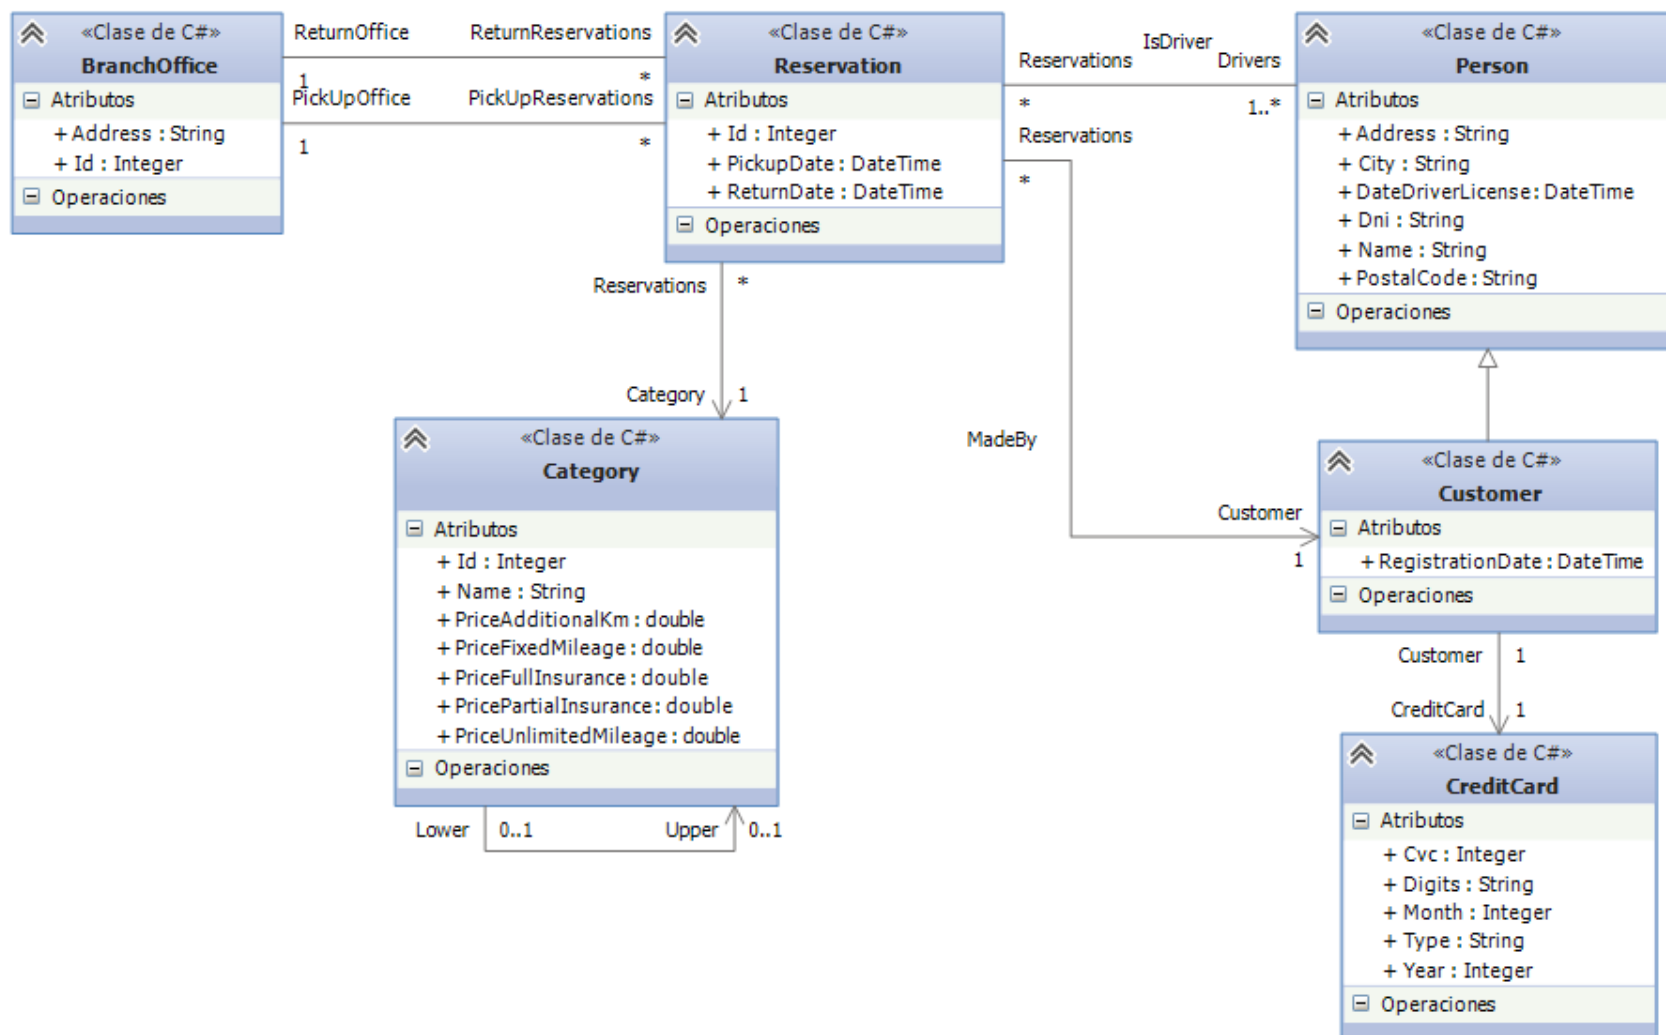 «Clase de C#»
BranchOffice
Atributos
+ Address : String
+ Id : Integer
Operaciones
ReturnOffice
ReturnReservations
1
*
PickUpOffice
PickUpReservations
1
*
«Clase de C#»
Reservation
Atributos
+ Id : Integer
+ PickupDate : DateTime
+ ReturnDate : DateTime
Operaciones
IsDriver
Reservations
Drivers
*
1..*
Reservations
*
«Clase de C#»
Person
Atributos
+ Address : String
+ City : String
+ DateDriverLicense : DateTime
+ Dni : String
+ Name : String
+ PostalCode : String
Operaciones
Reservations
*
Category
1
MadeBy
Customer
1
«Clase de C#»
Category
Atributos
+ Id : Integer
+ Name : String
+ PriceAdditionalKm : double
+ PriceFixedMileage : double
+ PriceFullInsurance : double
+ PricePartialInsurance : double
+ PriceUnlimitedMileage : double
Operaciones
Lower
0..1
Upper
0..1
«Clase de C#»
Customer
Atributos
+ RegistrationDate : DateTime
Operaciones
Customer
1
CreditCard
1
«Clase de C#»
CreditCard
Atributos
+ Cvc : Integer
+ Digits : String
+ Month : Integer
+ Type : String
+ Year : Integer
Operaciones